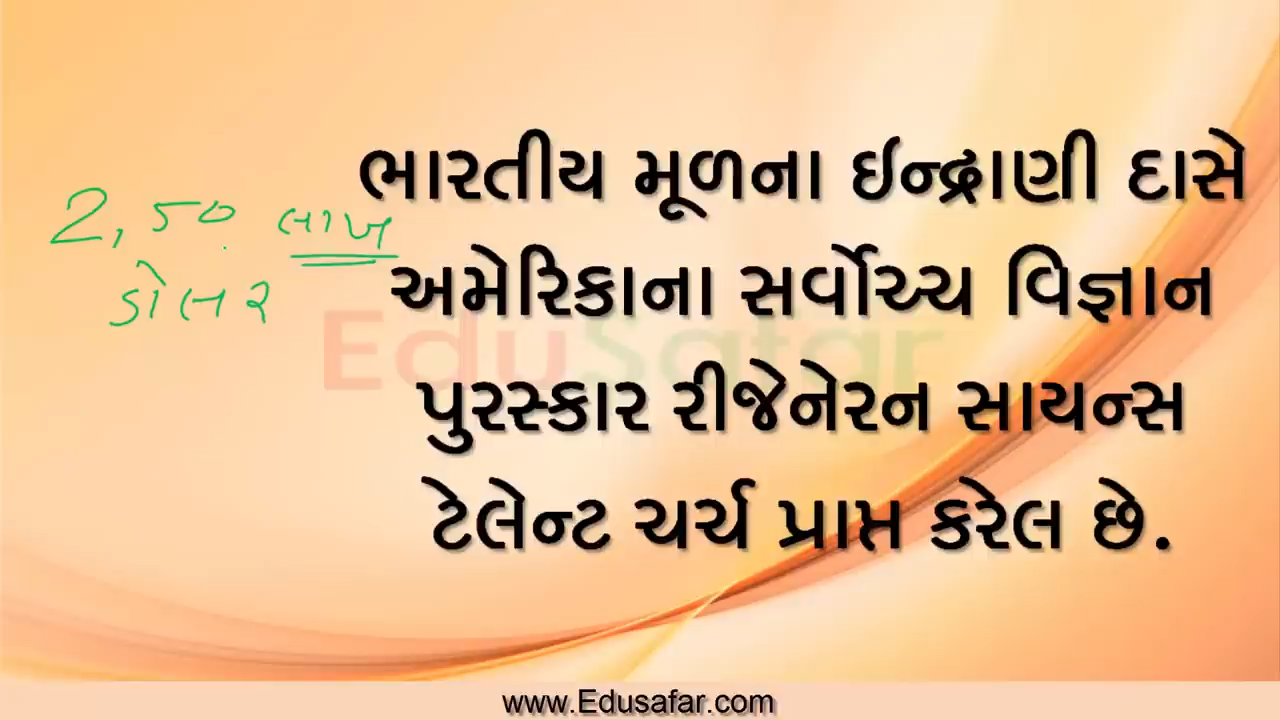 ભારતીય મૂળના ઇન્દ્રાણી દાસે
અમેરિકાના સર્વોચ્ચ વિજ્ઞાન
પુરસ્કાર રીજેનેરન સાયન્સ
ટેલેન્ટ ચર્ચ પ્રાપ્ત કરેલ છે.
2,50 લાખ
ડોલર
EduSafar
www.Edusafar.com